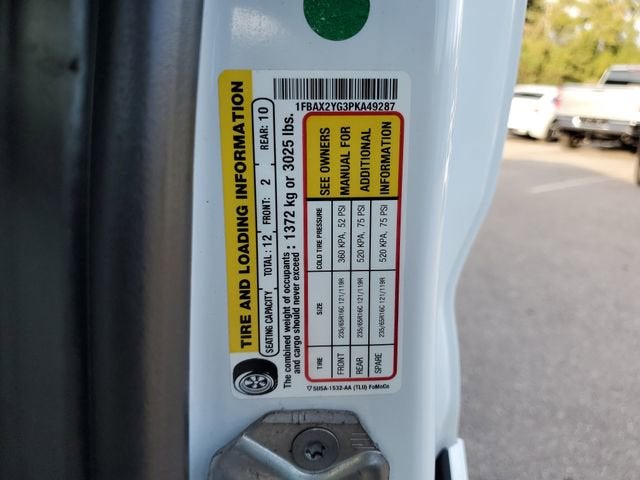 1FBAX2YG3PKA49287
TIRE AND LOADING INFORMATION
SEATING CAPACITY TOTAL: 12 FRONT: 2 REAR: 10
The combined weight of occupants
and cargo should never exceed : 1372 kg or 3025 lbs.
TIRE SIZE COLD TIRE PRESSURE
FRONT 235/65R16C 121/119R 360 KPA, 52 PSI
REAR 235/65R16C 121/119R 520 KPA, 75 PSI
SPARE 235/65R16C 121/119R 520 KPA, 75 PSI
SEE OWNERS
MANUAL FOR
ADDITIONAL
INFORMATION
5U5A-1532-AA (TLU) FoMoCo